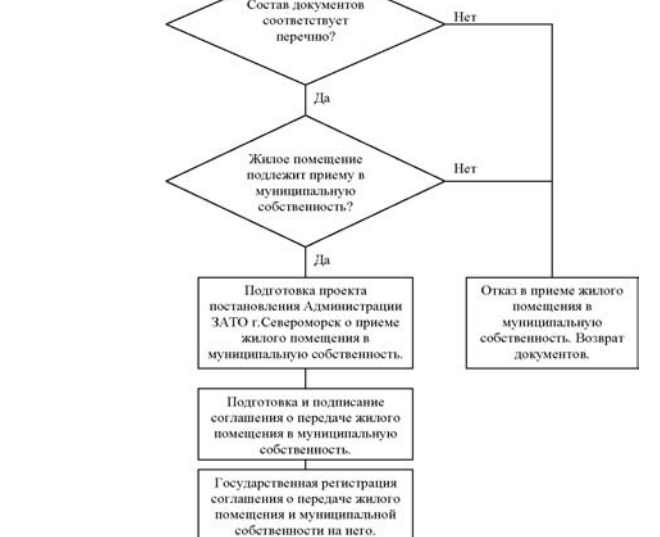 Состав документов
соответствует
перечню?
Нет
Да
Жилое помещение
подлежит приему в
муниципальную
собственность?
Нет
Да
Подготовка проекта
постановления Администрации
ЗАТО г.Североморск о приеме
жилого помещения в
муниципальную собственность.
Отказ в приеме жилого
помещения в
муниципальную
собственность. Возврат
документов.
Подготовка и подписание
соглашения о передаче жилого
помещения в муниципальную
собственность.
Государственная регистрация
соглашения о передаче жилого
помещения и муниципальной
собственности на него.